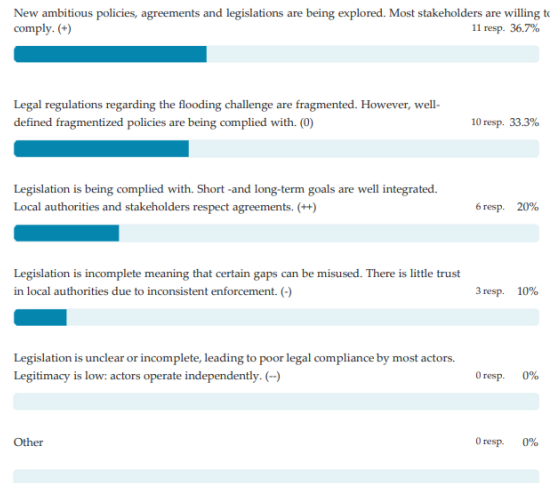 New ambitious policies, agreements and legislations are being explored. Most stakeholders are willing to
comply. (+) 11 resp. 36.7%
Legal regulations regarding the flooding challenge are fragmented. However, well-
defined fragmentized policies are being complied with. (0) 10 resp. 33.3%
Legislation is being complied with. Short -and long-term goals are well integrated.
Local authorities and stakeholders respect agreements. (++) 6 resp. 20%
Legislation is incomplete meaning that certain gaps can be misused. There is little trust
in local authorities due to inconsistent enforcement. (-) 3 resp. 10%
Legislation is unclear or incomplete, leading to poor legal compliance by most actors.
Legitimacy is low: actors operate independently. (--) 0 resp. 0%
Other 0 resp. 0%